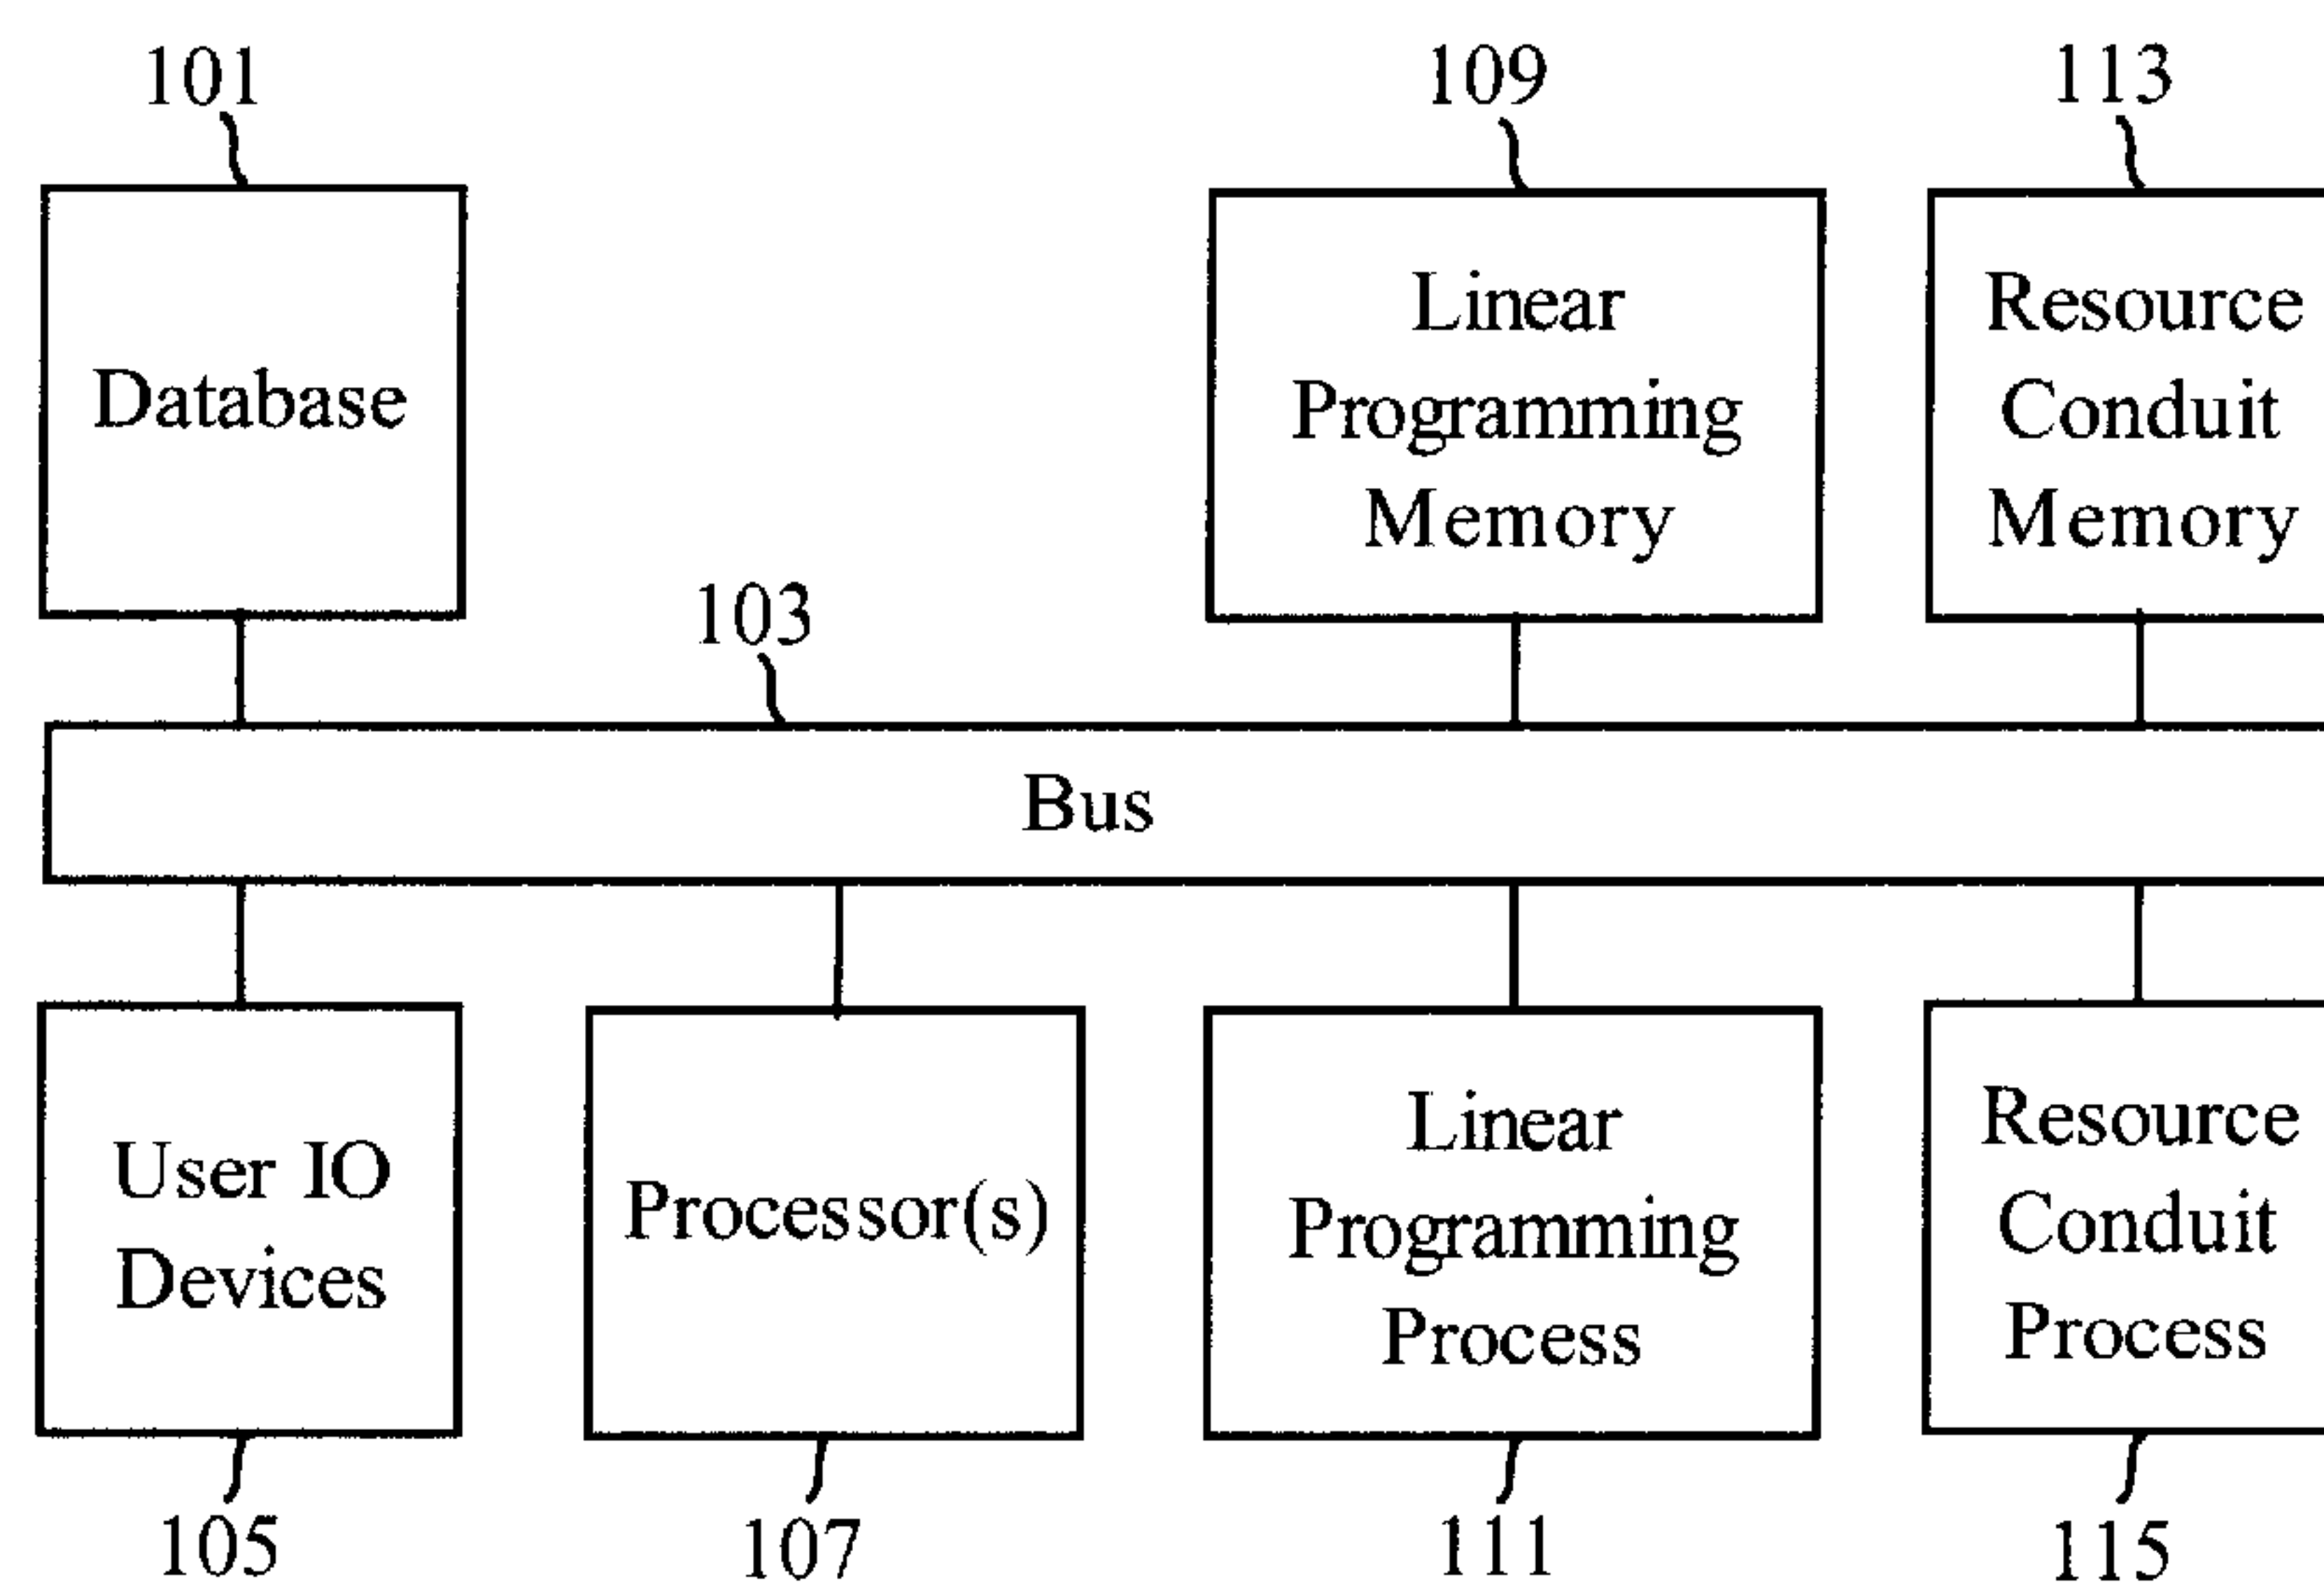 101
109
113
Database
Linear
Programming
Memory
Resource
Conduit
Memory
103
Bus
User IO
Devices
Processor(s)
Linear
Programming
Process
Resource
Conduit
Process
105
107
111
115